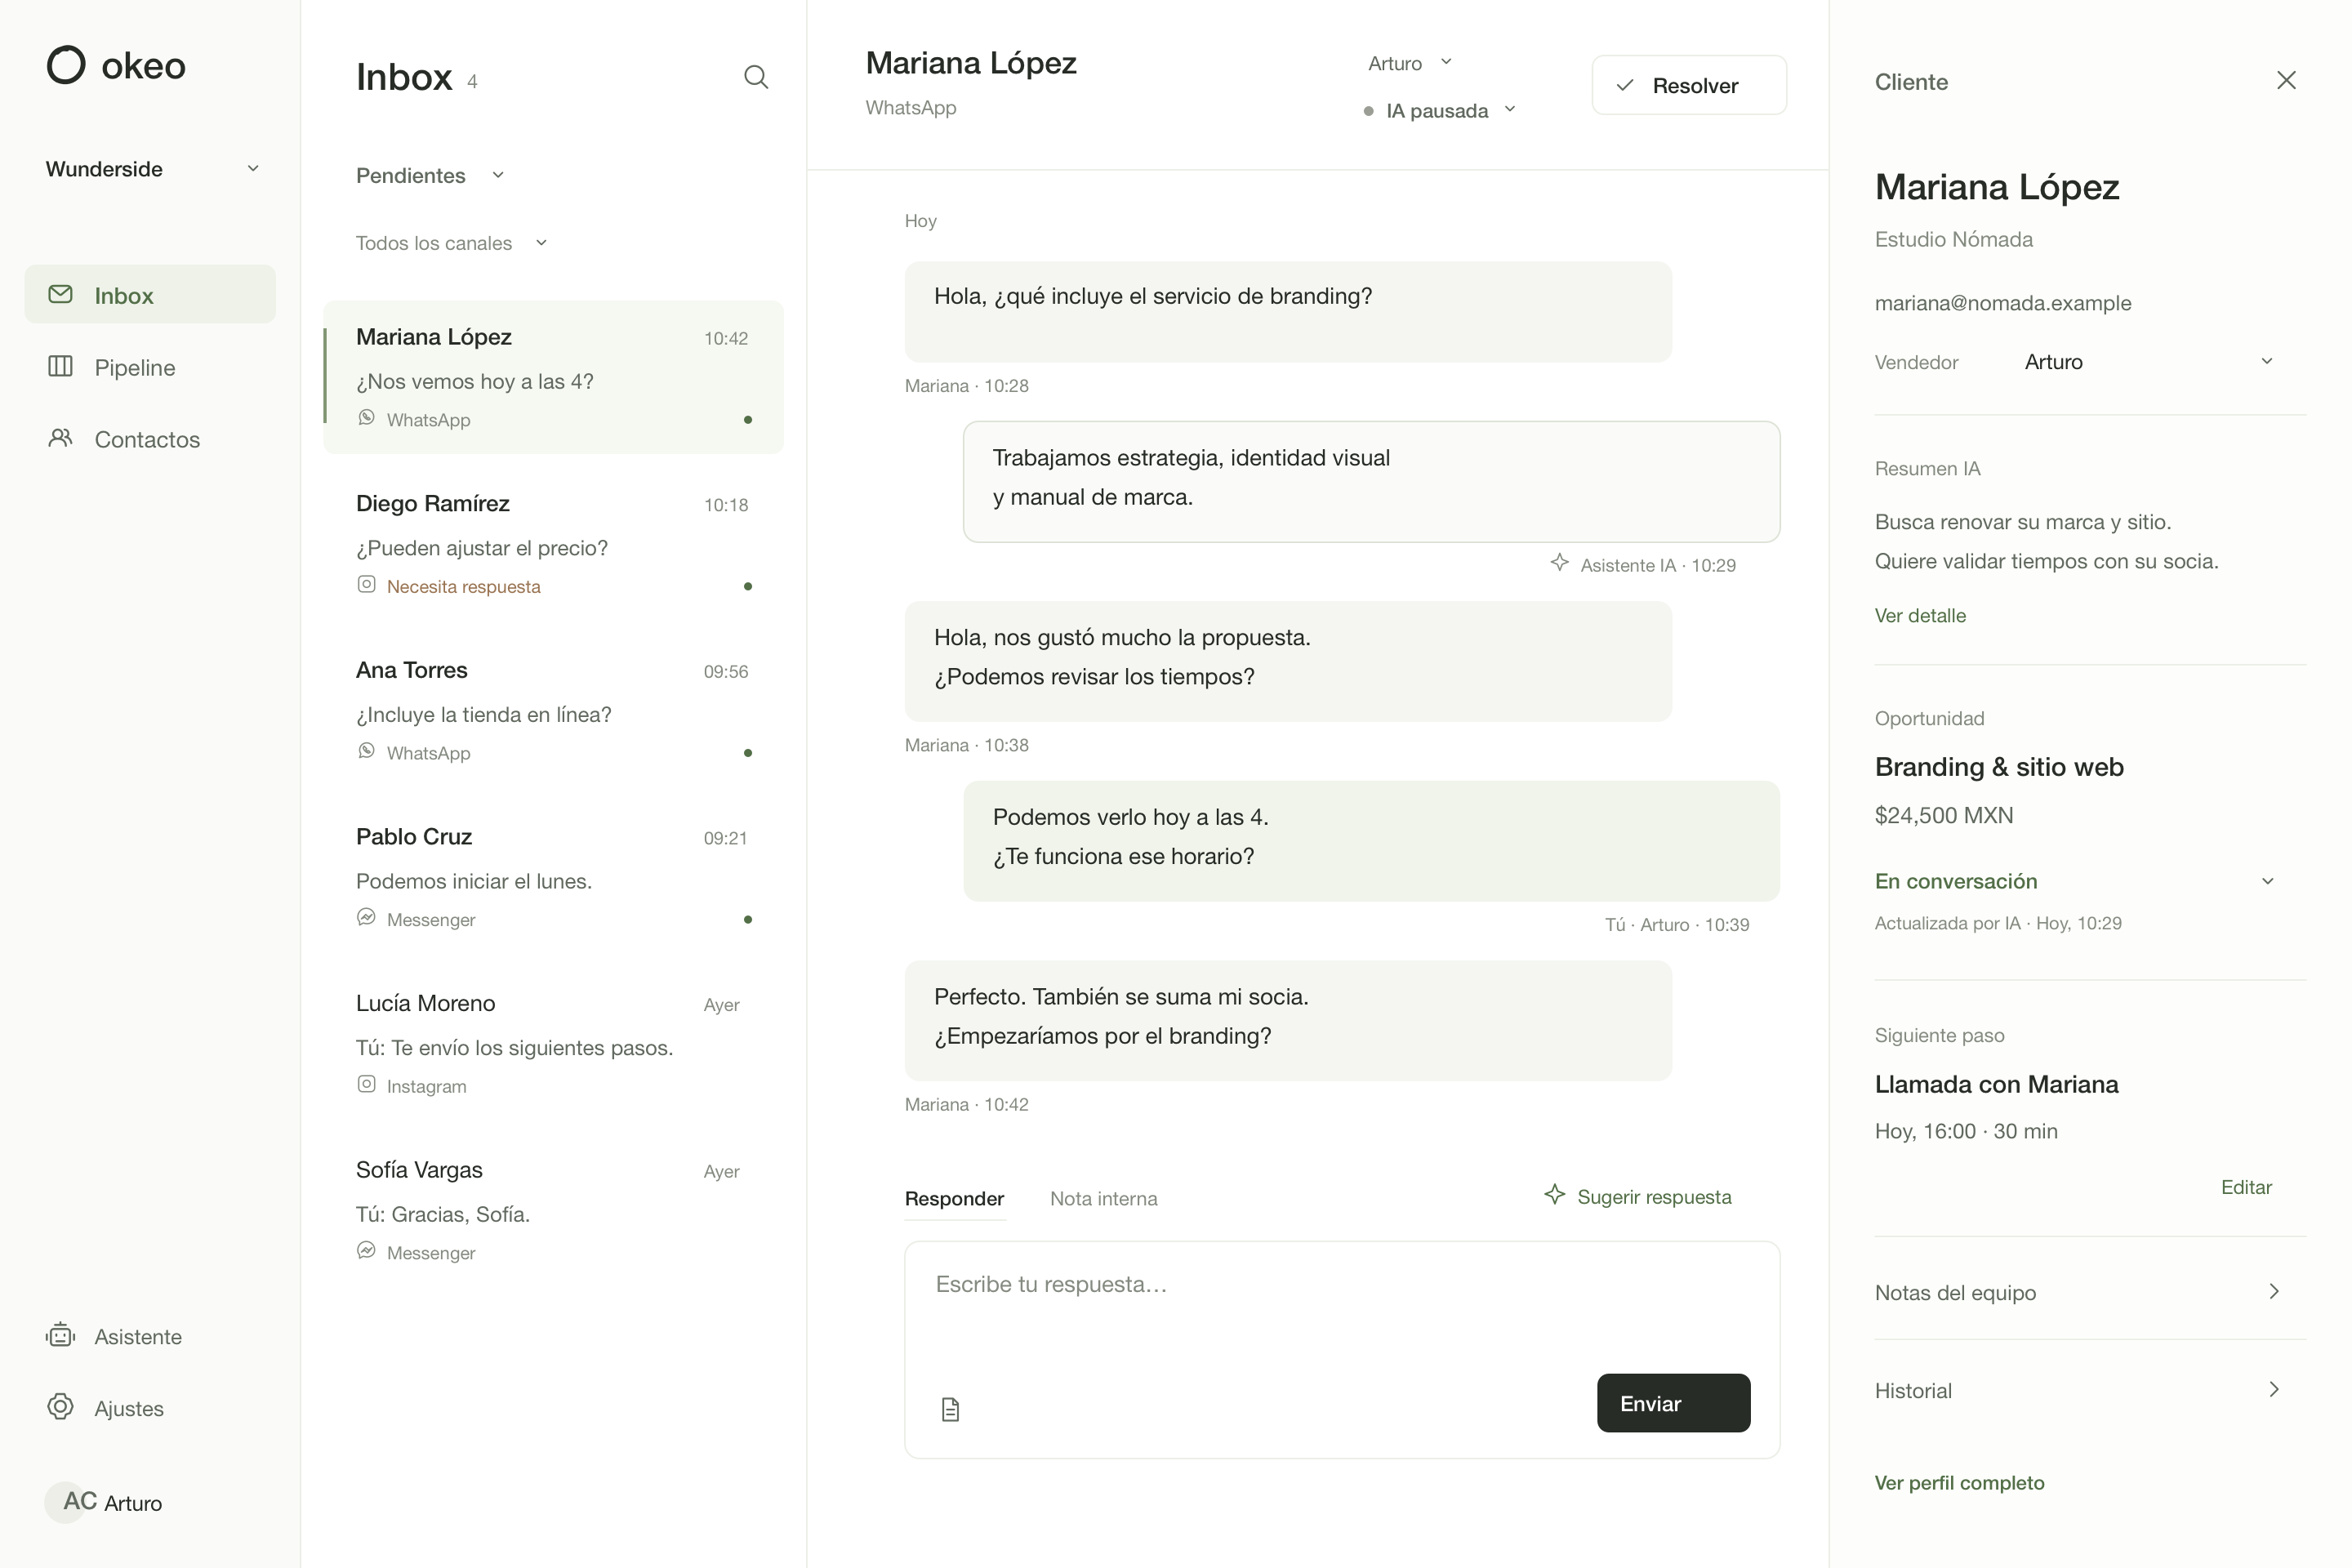 okeo
Wunderside
Inbox
Pipeline
Contactos
Asistente
Ajustes
AC Arturo
Inbox 4
Pendientes
Todos los canales
Mariana López 10:42
¿Nos vemos hoy a las 4?
WhatsApp
Diego Ramírez 10:18
¿Pueden ajustar el precio?
Necesita respuesta
Ana Torres 09:56
¿Incluye la tienda en línea?
WhatsApp
Pablo Cruz 09:21
Podemos iniciar el lunes.
Messenger
Lucía Moreno Ayer
Tú: Te envío los siguientes pasos.
Instagram
Sofía Vargas Ayer
Tú: Gracias, Sofía.
Messenger
Mariana López
WhatsApp
Arturo
IA pausada
Resolver
Hoy
Hola, ¿qué incluye el servicio de branding?
Mariana · 10:28
Trabajamos estrategia, identidad visual
y manual de marca.
Asistente IA · 10:29
Hola, nos gustó mucho la propuesta.
¿Podemos revisar los tiempos?
Mariana · 10:38
Podemos verlo hoy a las 4.
¿Te funciona ese horario?
Tú · Arturo · 10:39
Perfecto. También se suma mi socia.
¿Empezaríamos por el branding?
Mariana · 10:42
Responder
Nota interna
Sugerir respuesta
Escribe tu respuesta...
Enviar
Cliente
Mariana López
Estudio Nómada
mariana@nomada.example
Vendedor Arturo
Resumen IA
Busca renovar su marca y sitio.
Quiere validar tiempos con su socia.
Ver detalle
Oportunidad
Branding & sitio web
$24,500 MXN
En conversación
Actualizada por IA · Hoy, 10:29
Siguiente paso
Llamada con Mariana
Hoy, 16:00 · 30 min
Editar
Notas del equipo
Historial
Ver perfil completo